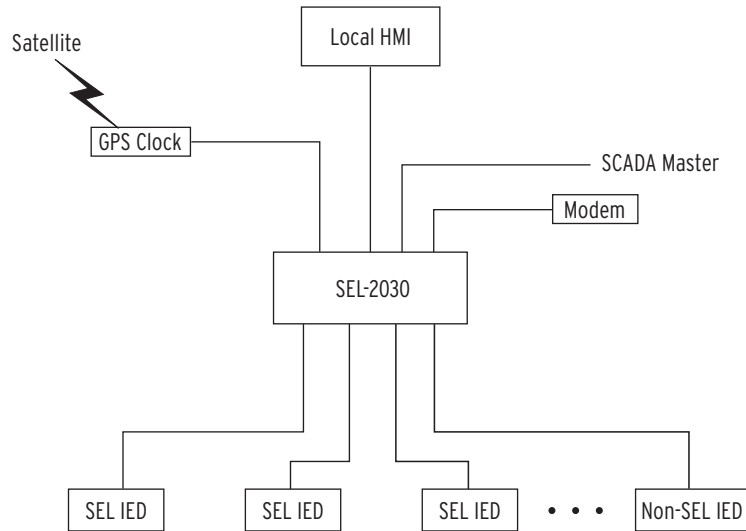 Local HMI
Satellite
GPS Clock
SCADA Master
Modem
SEL-2030
SEL IED
SEL IED
SEL IED
• • •
Non-SEL IED